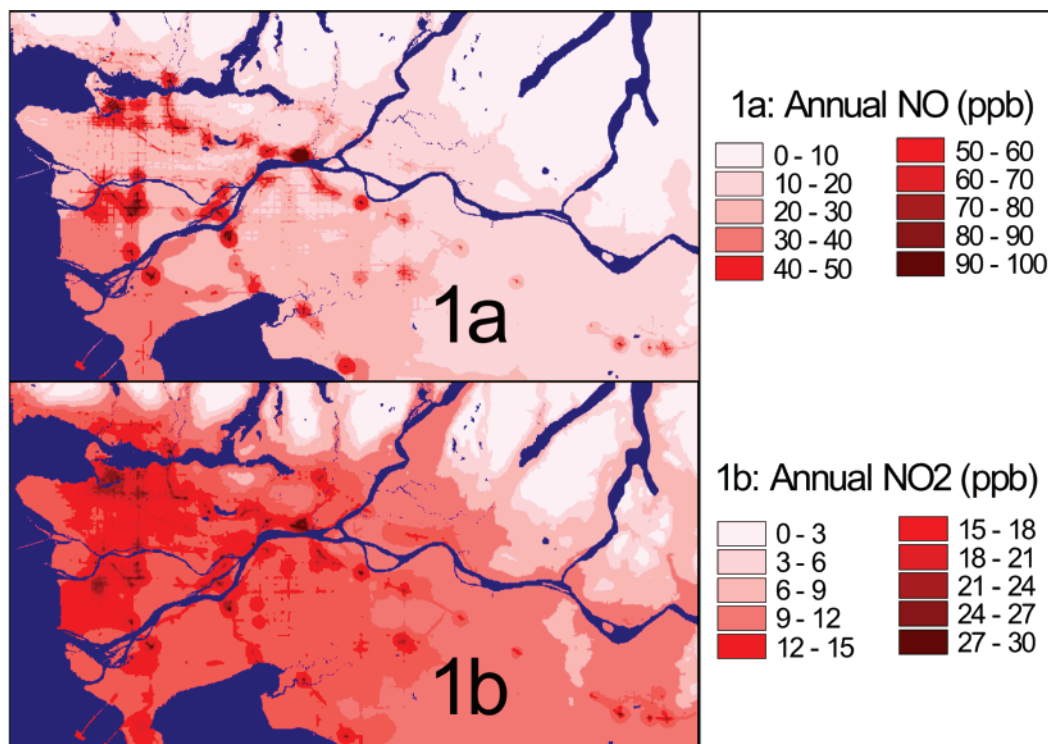 1a
1b
1a: Annual NO (ppb)
0 - 10
10 - 20
20 - 30
30 - 40
40 - 50
50 - 60
60 - 70
70 - 80
80 - 90
90 - 100
1b: Annual NO2 (ppb)
0 - 3
3 - 6
6 - 9
9 - 12
12 - 15
15 - 18
18 - 21
21 - 24
24 - 27
27 - 30